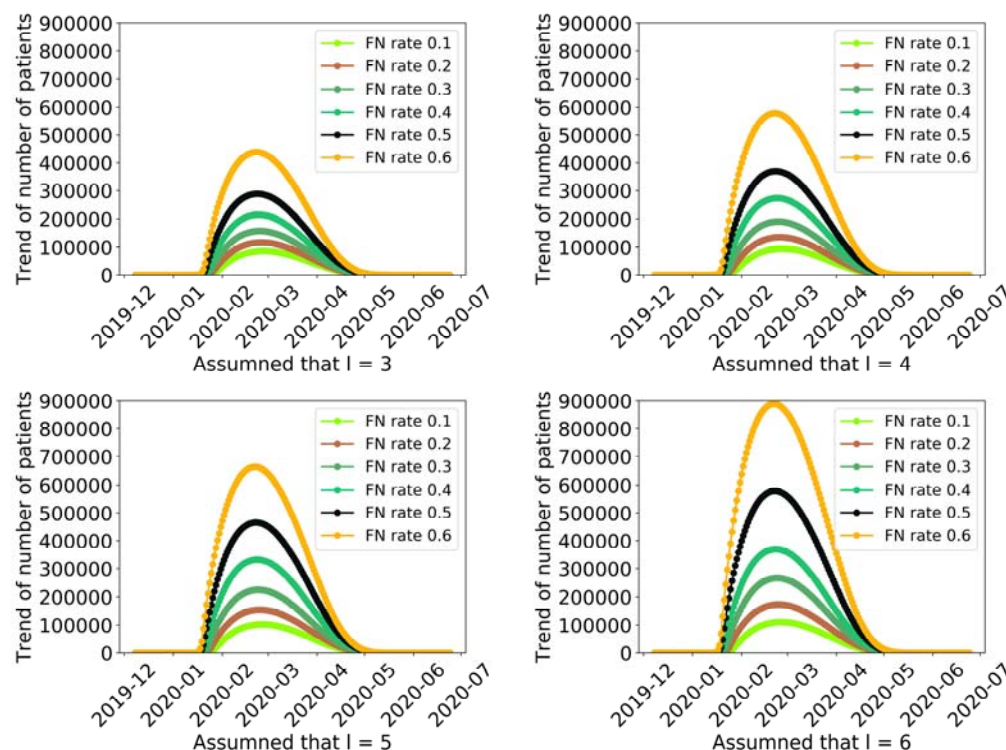 Trend of number of patients
900000
800000
700000
600000
500000
400000
300000
200000
100000
0
FN rate 0.1
FN rate 0.2
FN rate 0.3
FN rate 0.4
FN rate 0.5
FN rate 0.6
2019-12
2020-01
2020-02
2020-03
2020-04
2020-05
2020-06
2020-07
Assumned that I = 3
Trend of number of patients
900000
800000
700000
600000
500000
400000
300000
200000
100000
0
FN rate 0.1
FN rate 0.2
FN rate 0.3
FN rate 0.4
FN rate 0.5
FN rate 0.6
2019-12
2020-01
2020-02
2020-03
2020-04
2020-05
2020-06
2020-07
Assumned that I = 4
Trend of number of patients
900000
800000
700000
600000
500000
400000
300000
200000
100000
0
FN rate 0.1
FN rate 0.2
FN rate 0.3
FN rate 0.4
FN rate 0.5
FN rate 0.6
2019-12
2020-01
2020-02
2020-03
2020-04
2020-05
2020-06
2020-07
Assumned that I = 5
Trend of number of patients
900000
800000
700000
600000
500000
400000
300000
200000
100000
0
FN rate 0.1
FN rate 0.2
FN rate 0.3
FN rate 0.4
FN rate 0.5
FN rate 0.6
2019-12
2020-01
2020-02
2020-03
2020-04
2020-05
2020-06
2020-07
Assumned that I = 6